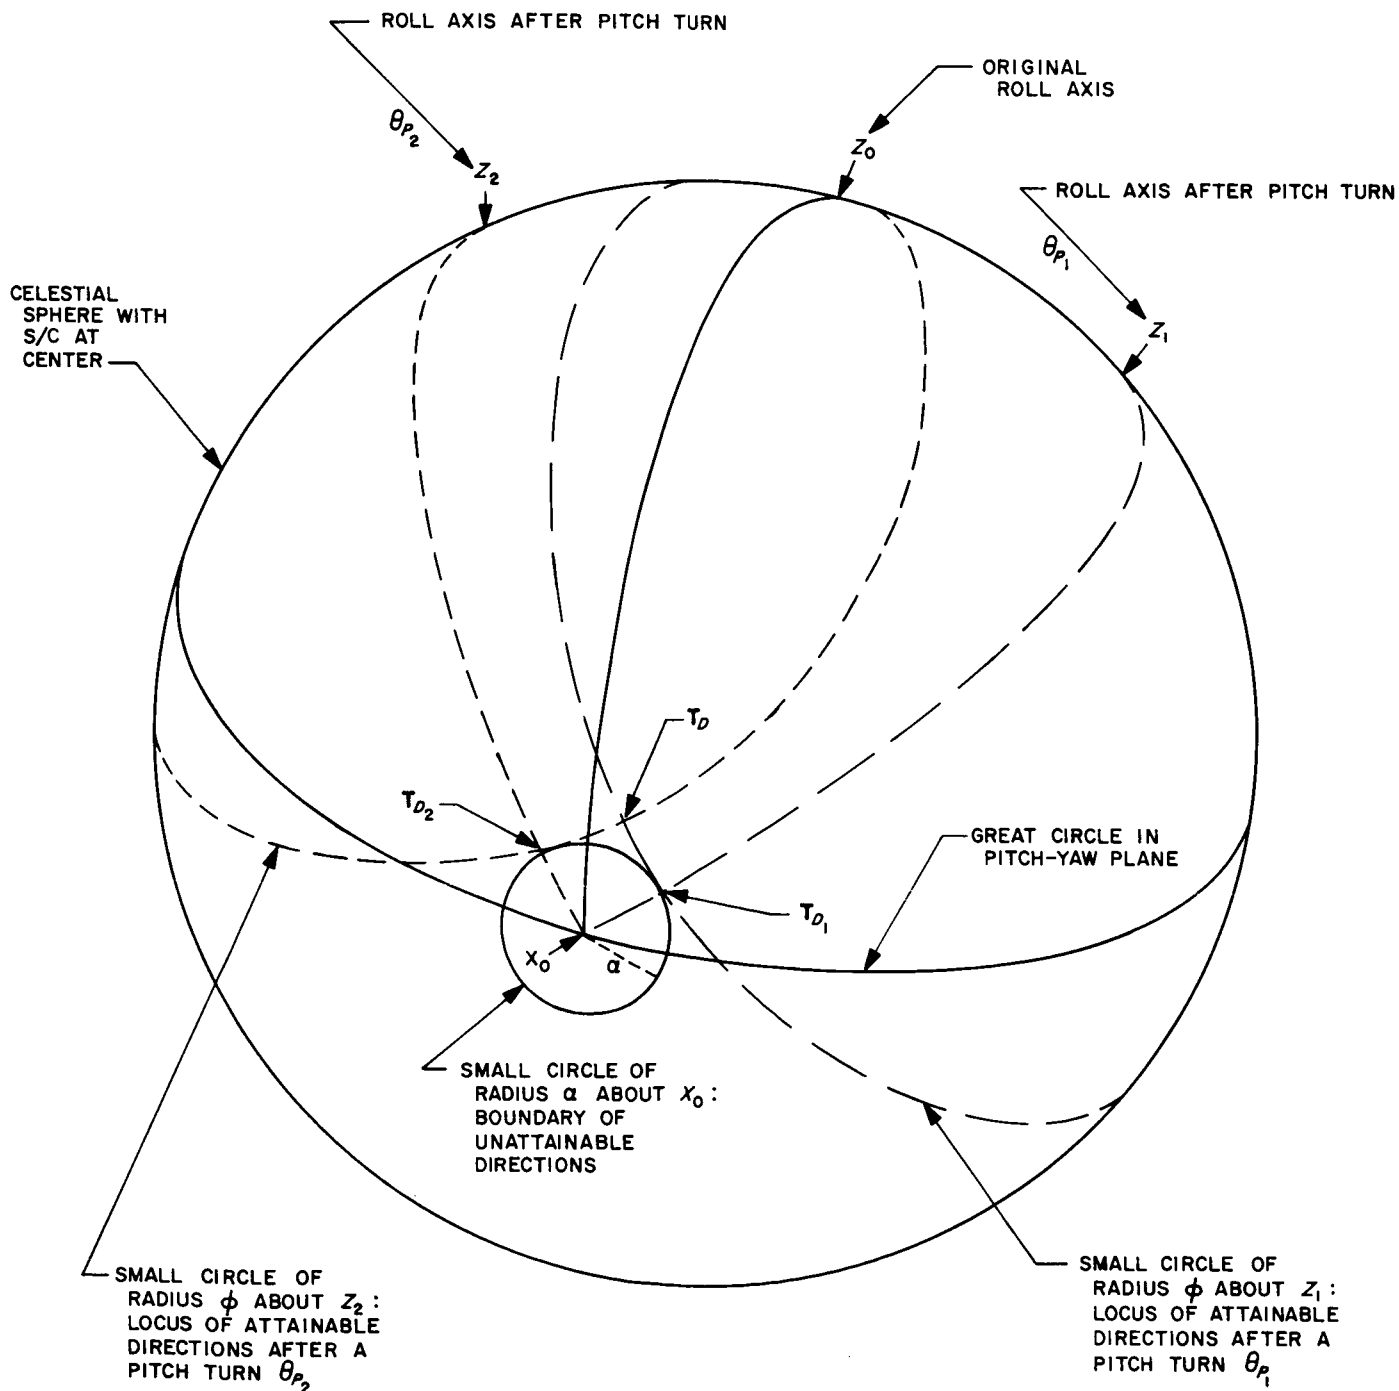 ROLL AXIS AFTER PITCH TURN
θP2
Z2
ORIGINAL
ROLL AXIS
Z0
ROLL AXIS AFTER PITCH TURN
θP1
Z1
CELESTIAL
SPHERE WITH
S/C AT
CENTER
TD
TD2
GREAT CIRCLE IN
PITCH-YAW PLANE
TD1
X0
α
SMALL CIRCLE OF
RADIUS α ABOUT X0:
BOUNDARY OF
UNATTAINABLE
DIRECTIONS
SMALL CIRCLE OF
RADIUS ϕ ABOUT Z2:
LOCUS OF ATTAINABLE
DIRECTIONS AFTER A
PITCH TURN θP2
SMALL CIRCLE OF
RADIUS ϕ ABOUT Z1:
LOCUS OF ATTAINABLE
DIRECTIONS AFTER A
PITCH TURN θP1